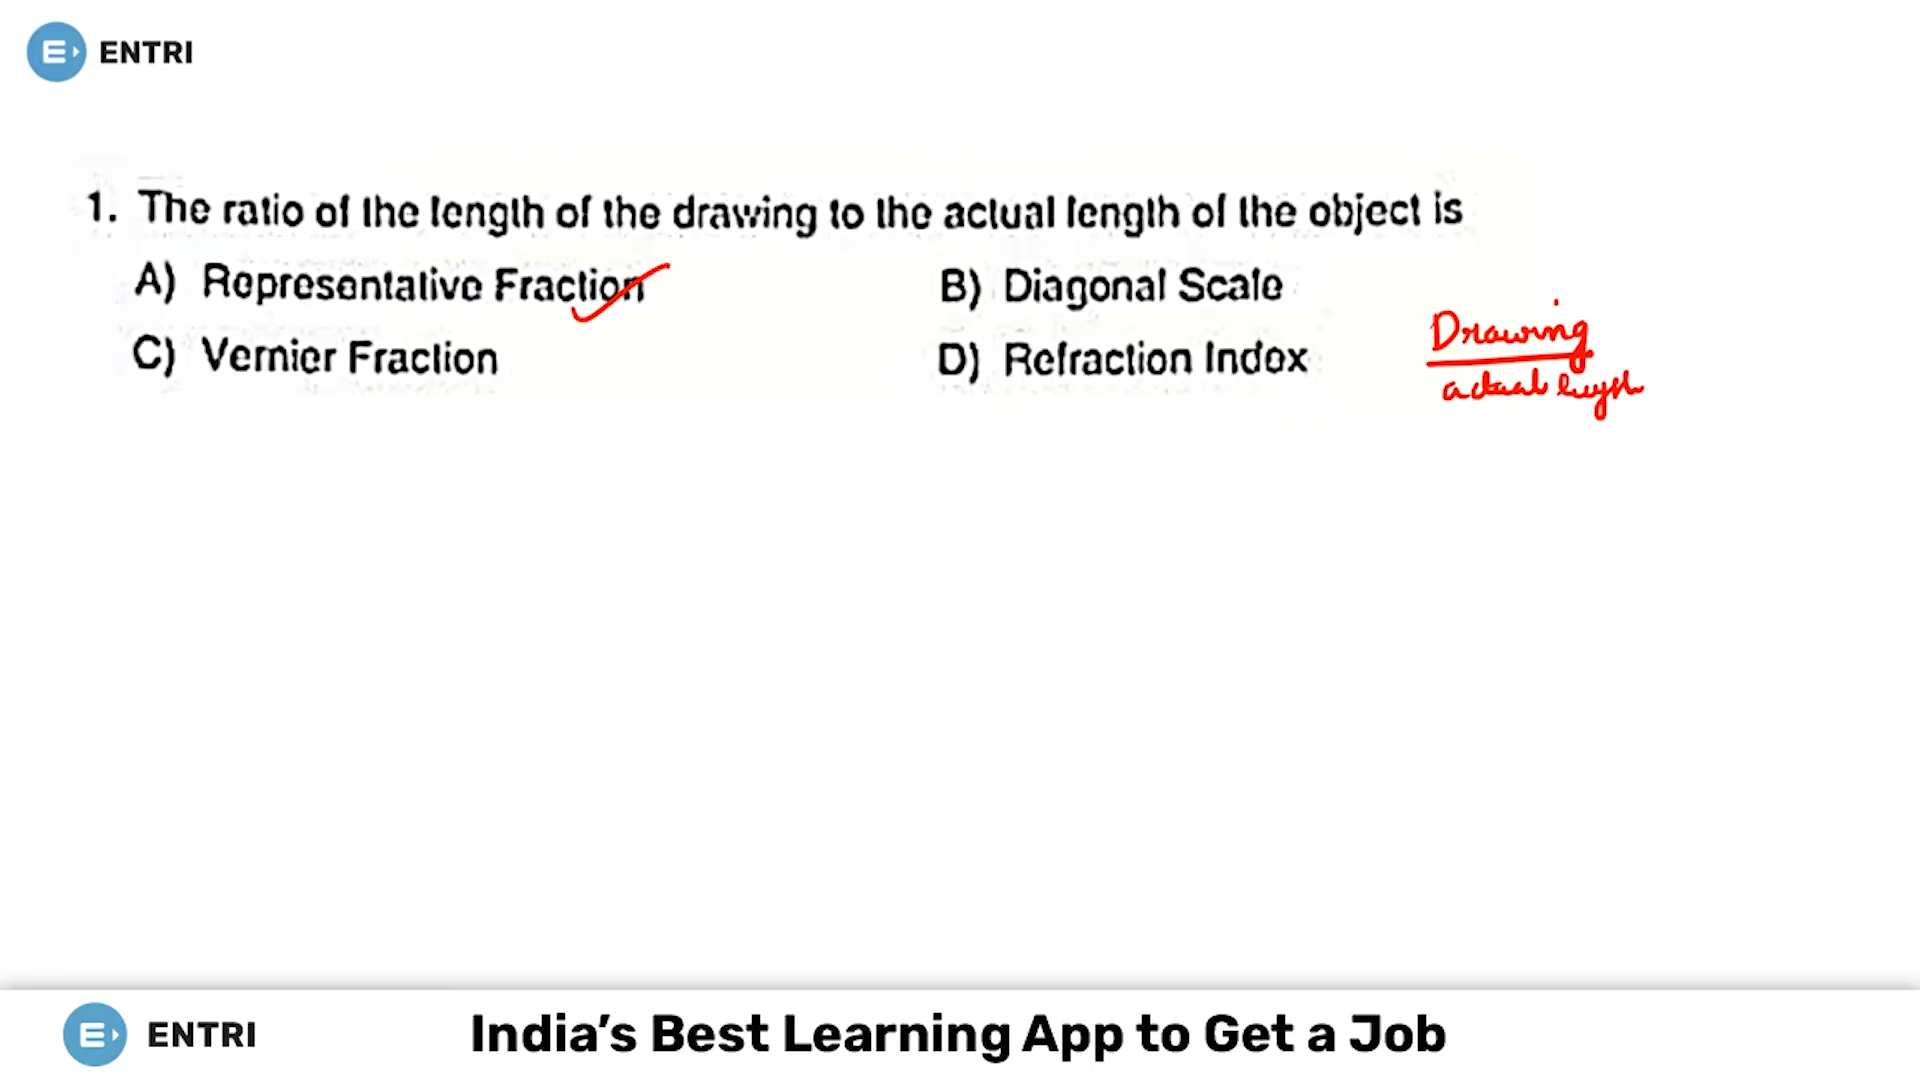 ENTRI
1. The ratio of the length of the drawing to the actual length of the object is
A) Representative Fraction
B) Diagonal Scale
C) Vernier Fraction
D) Refraction Index
Drawing
actual length
ENTRI
India's Best Learning App to Get a Job